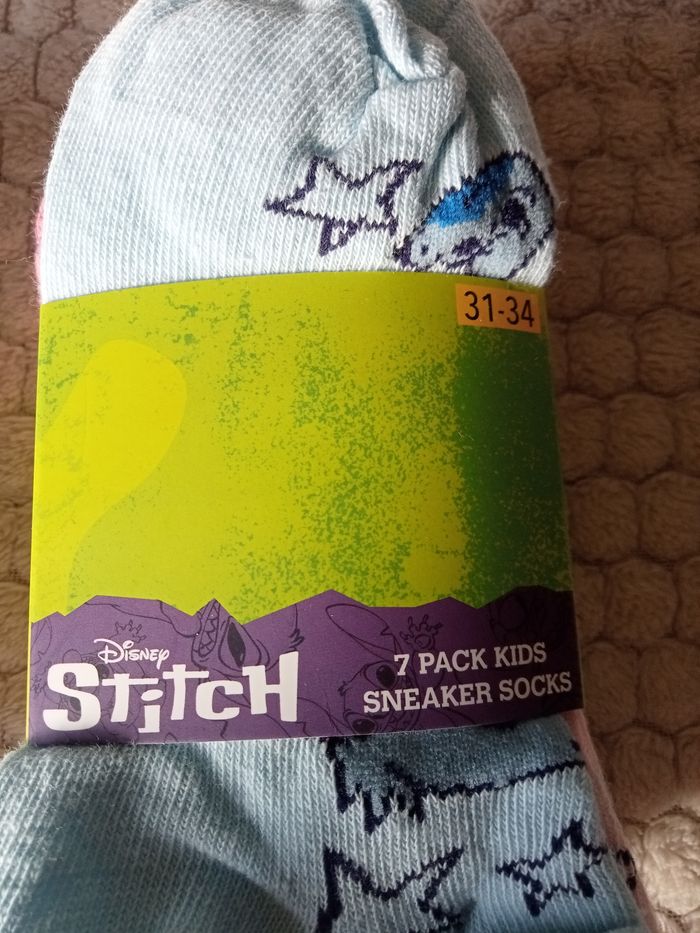 31-34
Disney
Stitch
7 PACK KIDS
SNEAKER SOCKS